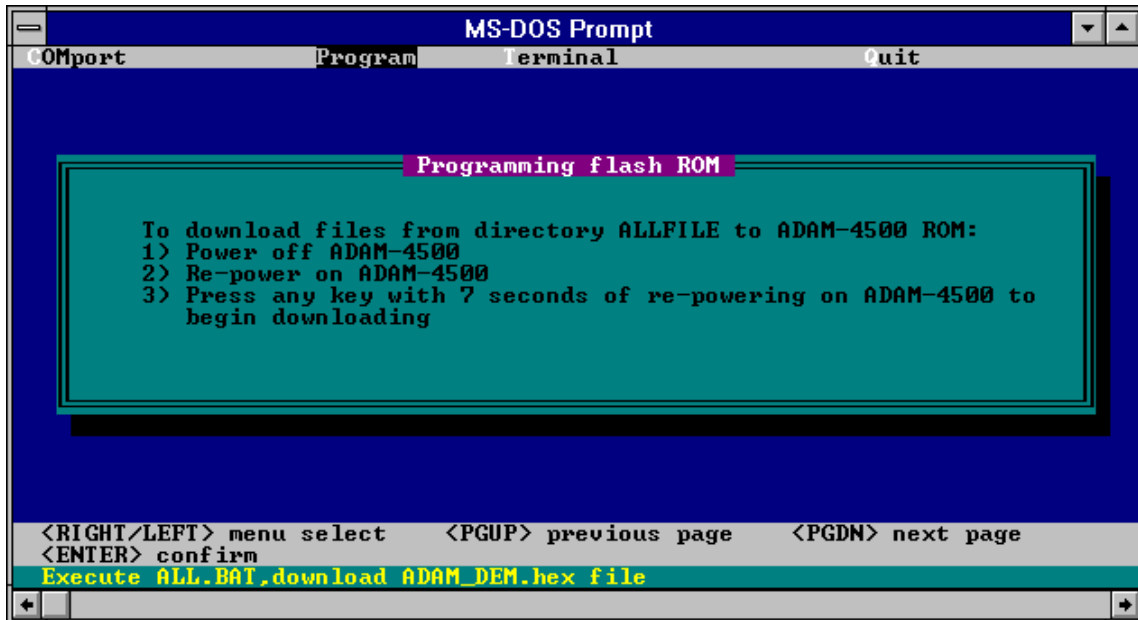 MS-DOS Prompt
COMport Program Terminal Quit
Programming flash ROM
To download files from directory ALLFILE to ADAM-4500 ROM:
1) Power off ADAM-4500
2) Re-power on ADAM-4500
3) Press any key with 7 seconds of re-powering on ADAM-4500 to
begin downloading
<RIGHT/LEFT> menu select <PGUP> previous page <PGDN> next page
<ENTER> confirm
Execute ALL.BAT,download ADAM_DEM.hex file